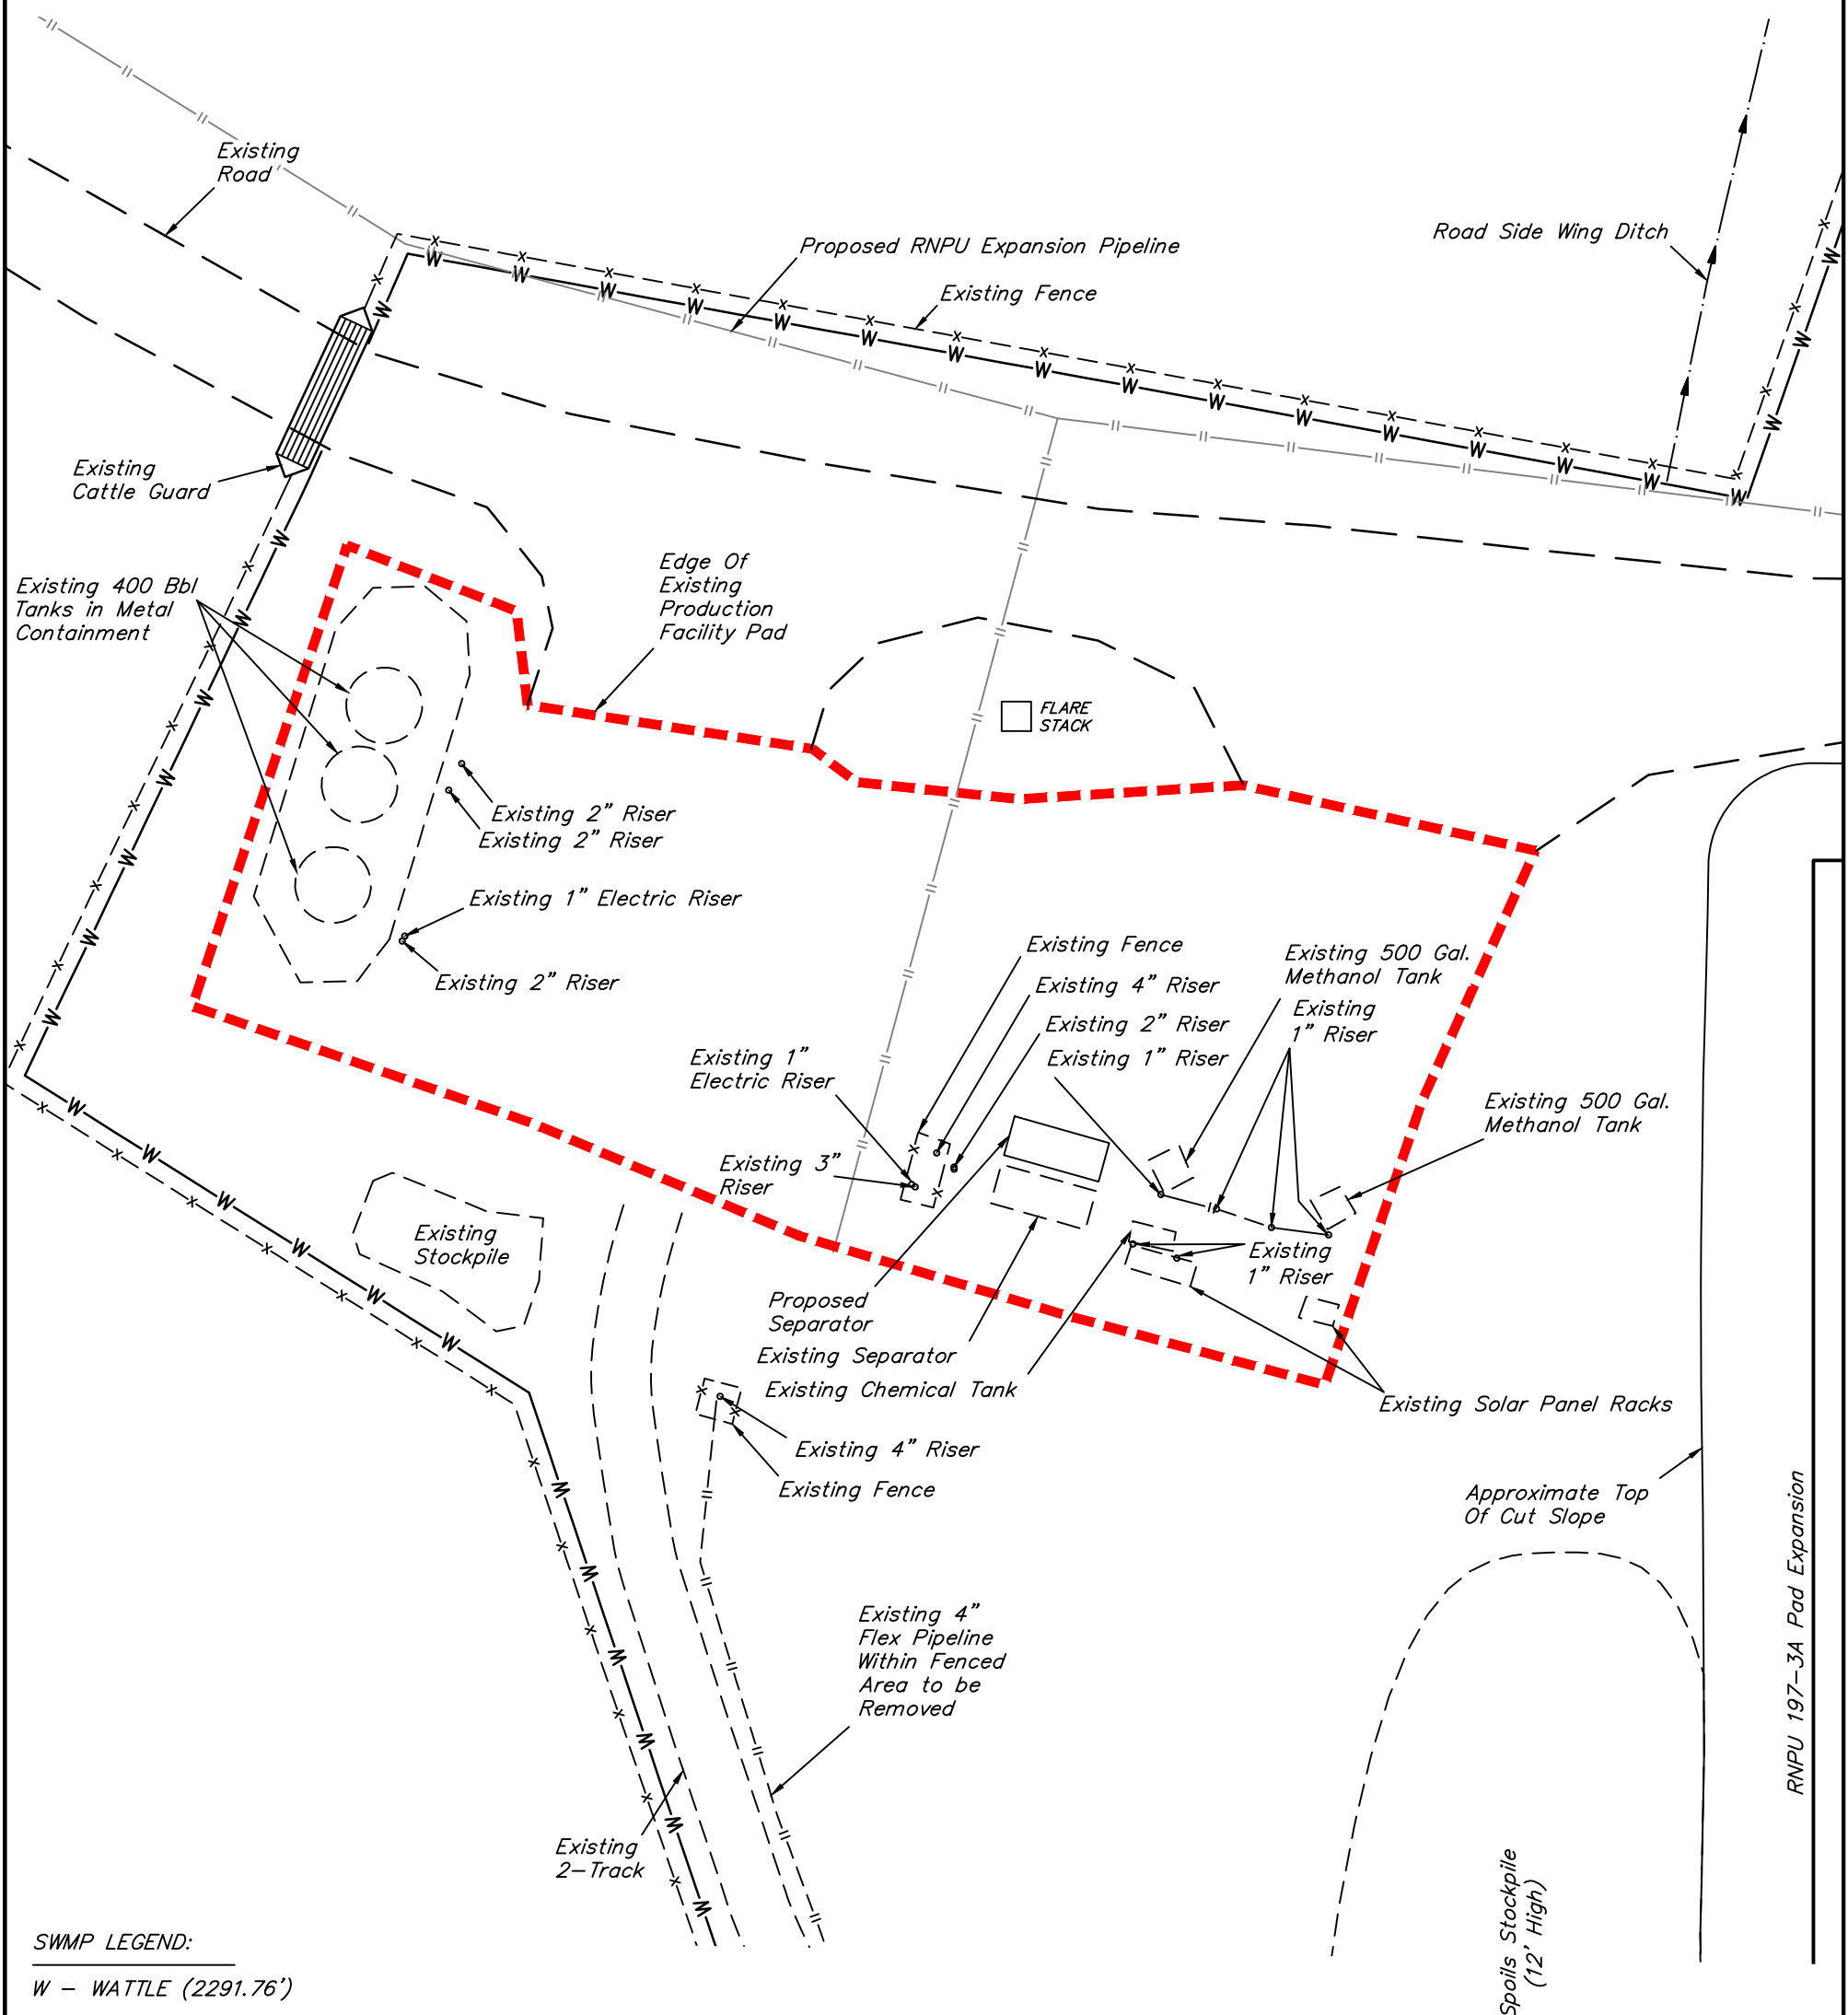 Existing
Road
Proposed RNPU Expansion Pipeline
Existing Fence
Road Side Wing Ditch
Existing
Cattle Guard
Existing 400 Bbl
Tanks in Metal
Containment
Edge Of
Existing
Production
Facility Pad
FLARE
STACK
Existing 2" Riser
Existing 2" Riser
Existing 1" Electric Riser
Existing 2" Riser
Existing Fence
Existing 4" Riser
Existing 2" Riser
Existing 1" Riser
Existing 500 Gal.
Methanol Tank
Existing
1" Riser
Existing 1"
Electric Riser
Existing 500 Gal.
Methanol Tank
Existing 3"
Riser
Existing
Stockpile
Existing
1" Riser
Proposed
Separator
Existing Separator
Existing Chemical Tank
Existing Solar Panel Racks
Existing 4" Riser
Existing Fence
Approximate Top
Of Cut Slope
RNPU 197-3A Pad Expansion
Existing 4"
Flex Pipeline
Within Fenced
Area to be
Removed
Existing
2-Track
Spoils Stockpile
(12' High)
SWMP LEGEND:
W - WATTLE (2291.76')